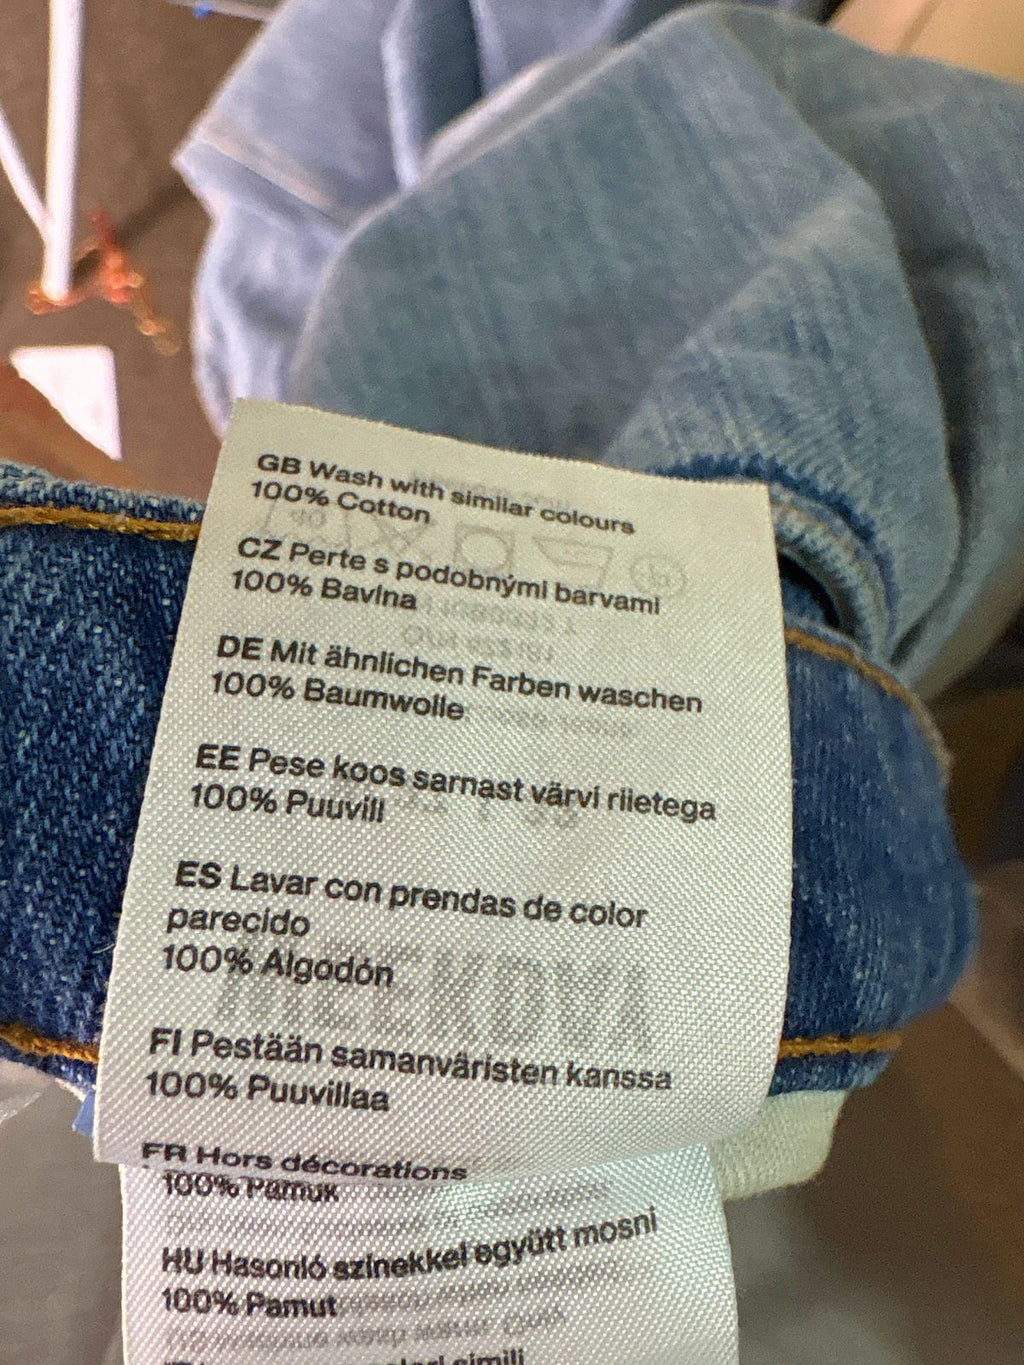 GB Wash with similar colours
100% Cotton
CZ Perte s podobnými barvami
100% Bavlna
DE Mit ähnlichen Farben waschen
100% Baumwolle
EE Pese koos sarnast värvi riietega
100% Puuvill
ES Lavar con prendas de color
parecido
100% Algodón
FI Pestään samanväristen kanssa
100% Puuvillaa
FR Hors décorations
100% Pamuk
HU Hasonló színekkel együtt mosni
100% Pamut
simili